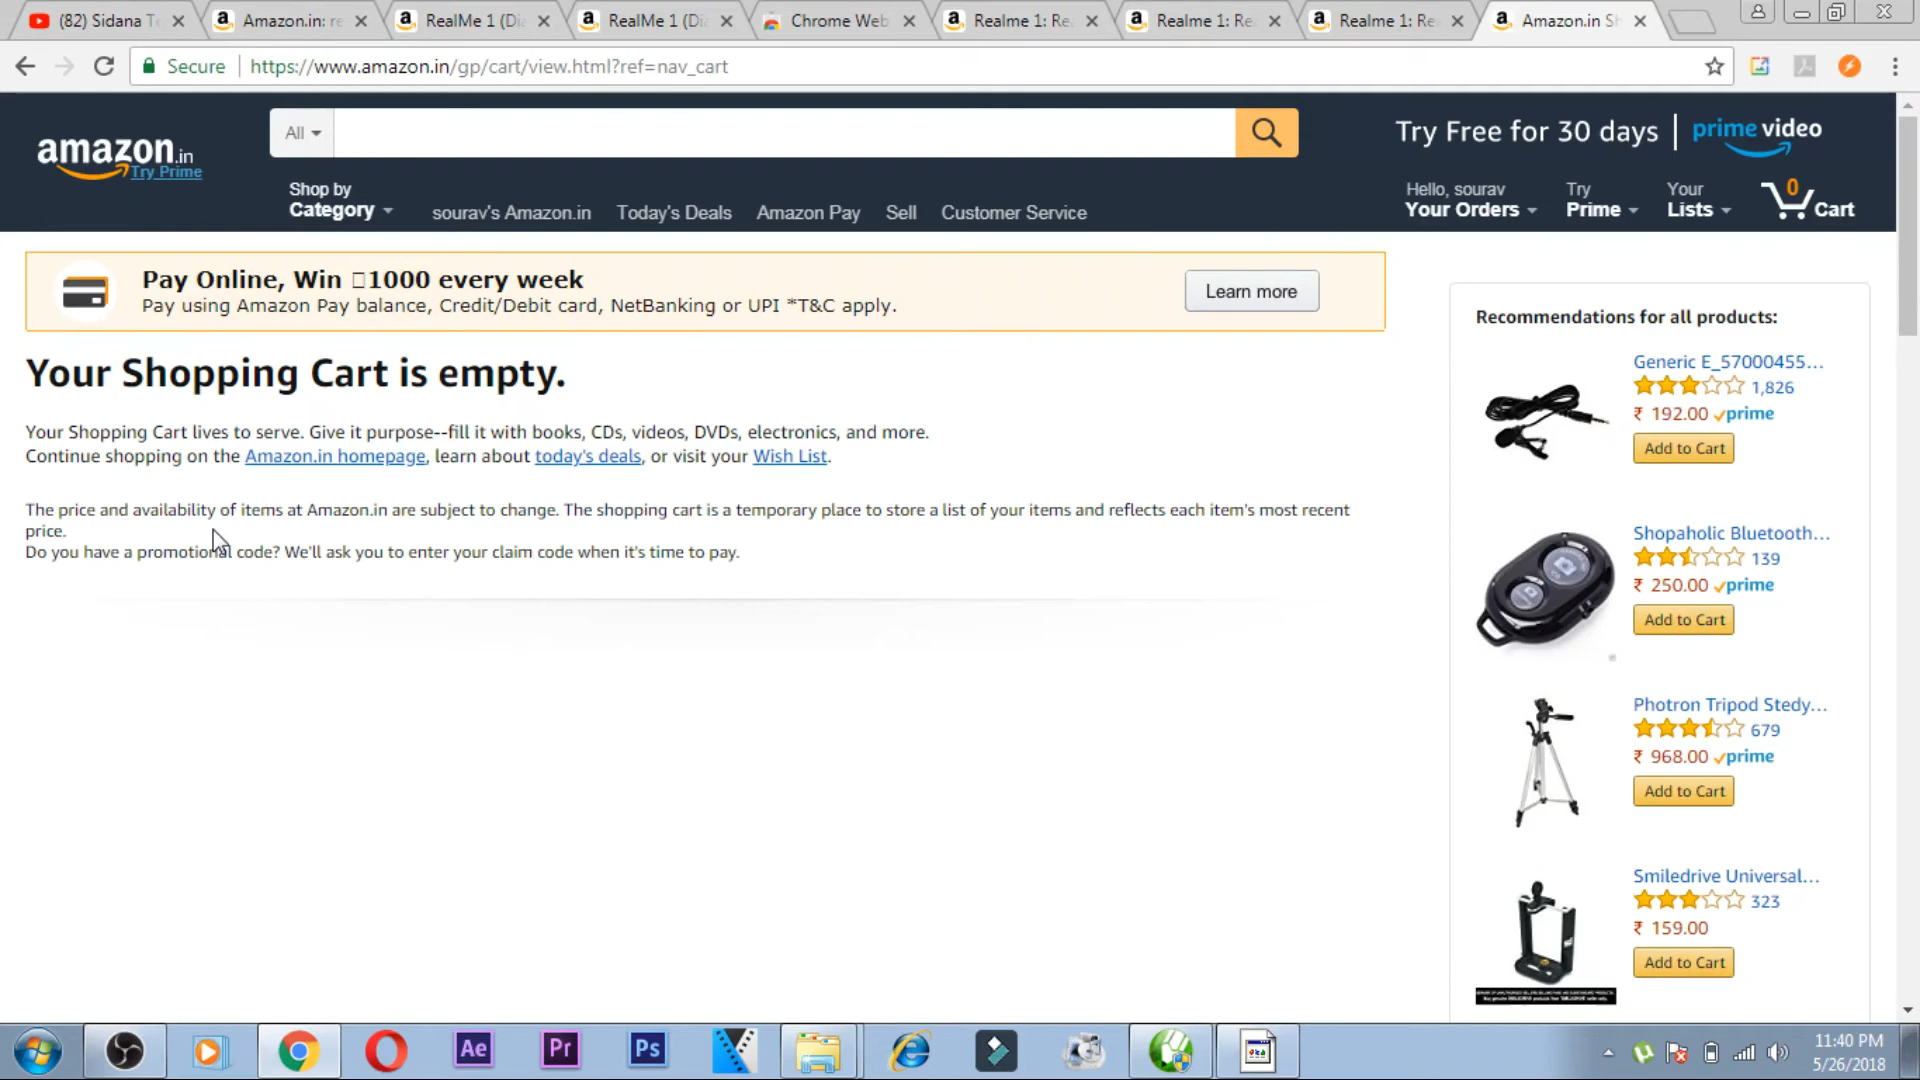 (82) Sidana Te
Amazon.in: re
RealMe 1 (Dia
RealMe 1 (Dia
Chrome Web
Realme 1: Re
Realme 1: Re
Realme 1: Re
Amazon.in Sh
Secure
https://www.amazon.in/gp/cart/view.html?ref=nav_cart
amazon.in
Try Prime
All
Try Free for 30 days
prime video
Shop by
Category
sourav's Amazon.in
Today's Deals
Amazon Pay
Sell
Customer Service
Hello, sourav
Your Orders
Try
Prime
Your
Lists
0
Cart
Pay Online, Win □1000 every week
Pay using Amazon Pay balance, Credit/Debit card, NetBanking or UPI *T&C apply.
Learn more
Your Shopping Cart is empty.
Your Shopping Cart lives to serve. Give it purpose--fill it with books, CDs, videos, DVDs, electronics, and more.
Continue shopping on the Amazon.in homepage, learn about today's deals, or visit your Wish List.
The price and availability of items at Amazon.in are subject to change. The shopping cart is a temporary place to store a list of your items and reflects each item's most recent
price.
Do you have a promotional code? We'll ask you to enter your claim code when it's time to pay.
Recommendations for all products:
Generic E_57000455...
1,826
₹ 192.00 prime
Add to Cart
Shopaholic Bluetooth...
139
₹ 250.00 prime
Add to Cart
Photron Tripod Stedy...
679
₹ 968.00 prime
Add to Cart
Smiledrive Universal...
323
₹ 159.00
Add to Cart
Ae
Pr
Ps
11:40 PM
5/26/2018